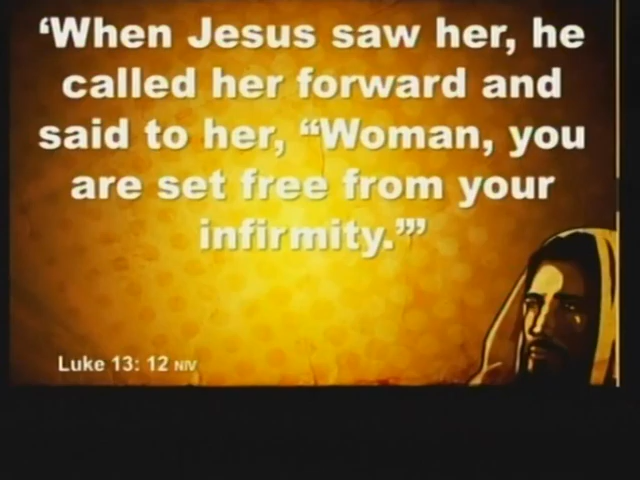 ‘When Jesus saw her, he
called her forward and
said to her, “Woman, you
are set free from your
infirmity.”’
Luke 13: 12 NIV